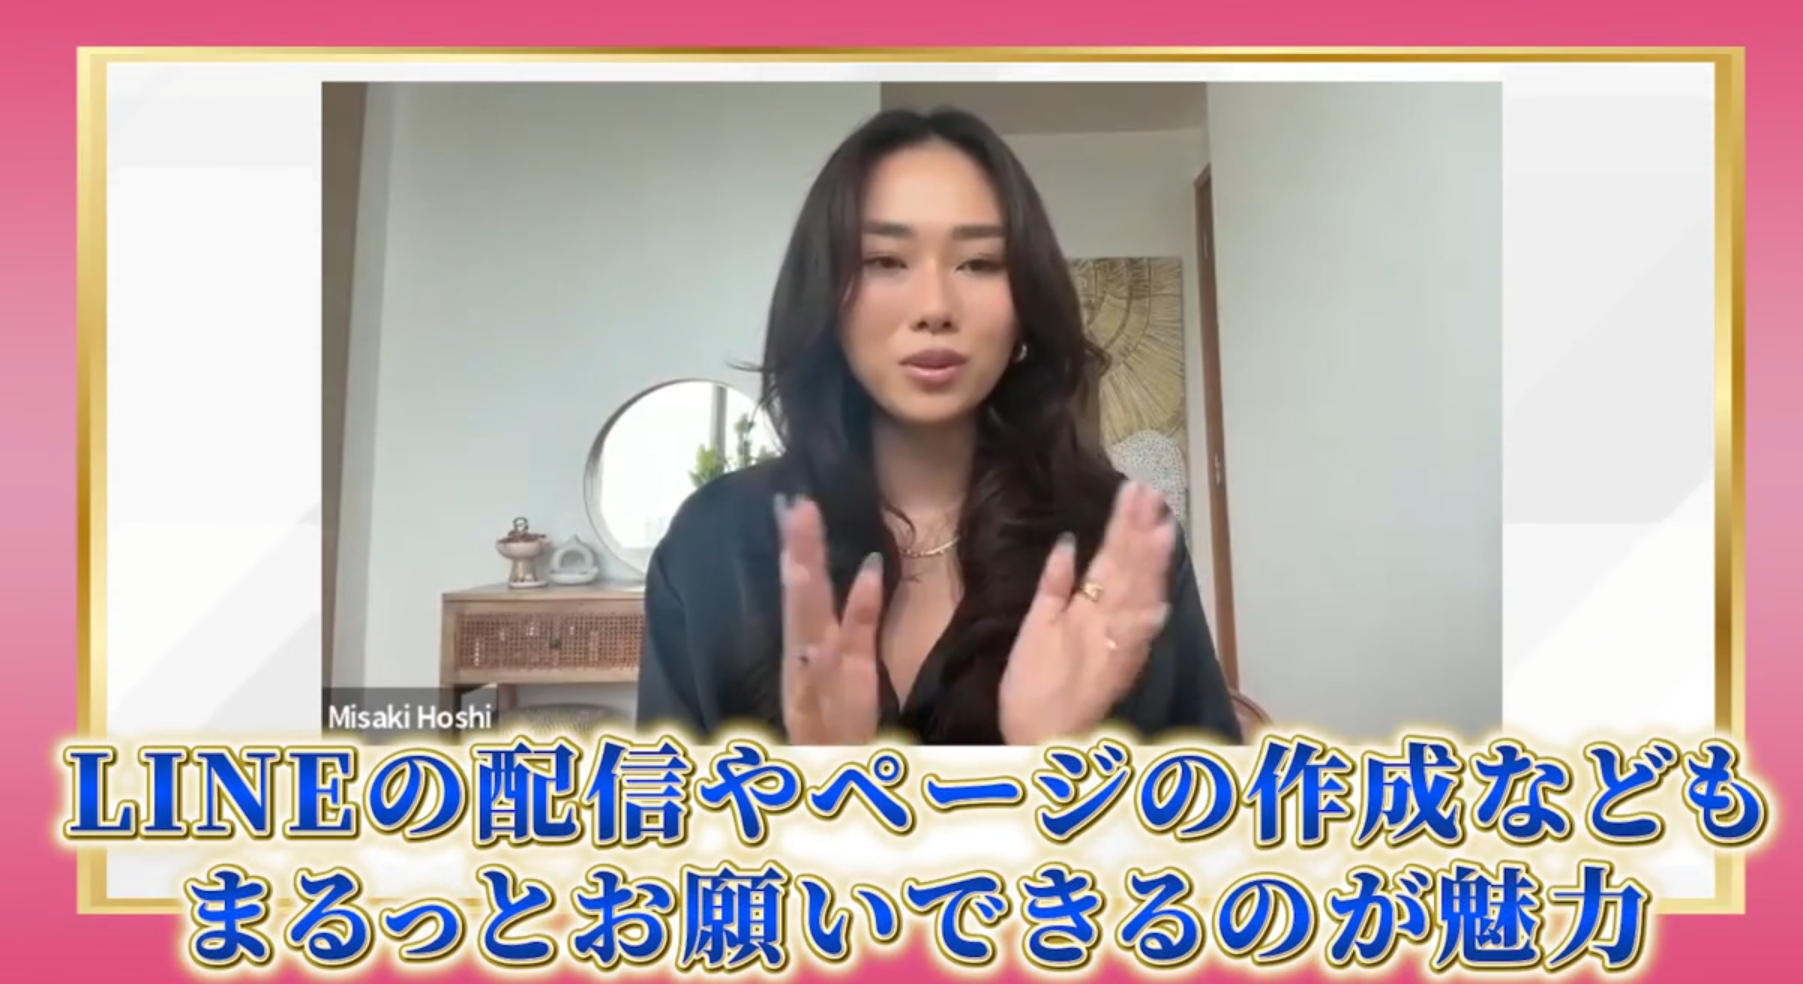 Misaki Hoshi
LINEの配信やページの作成なども
まるっとお願いできるのが魅力